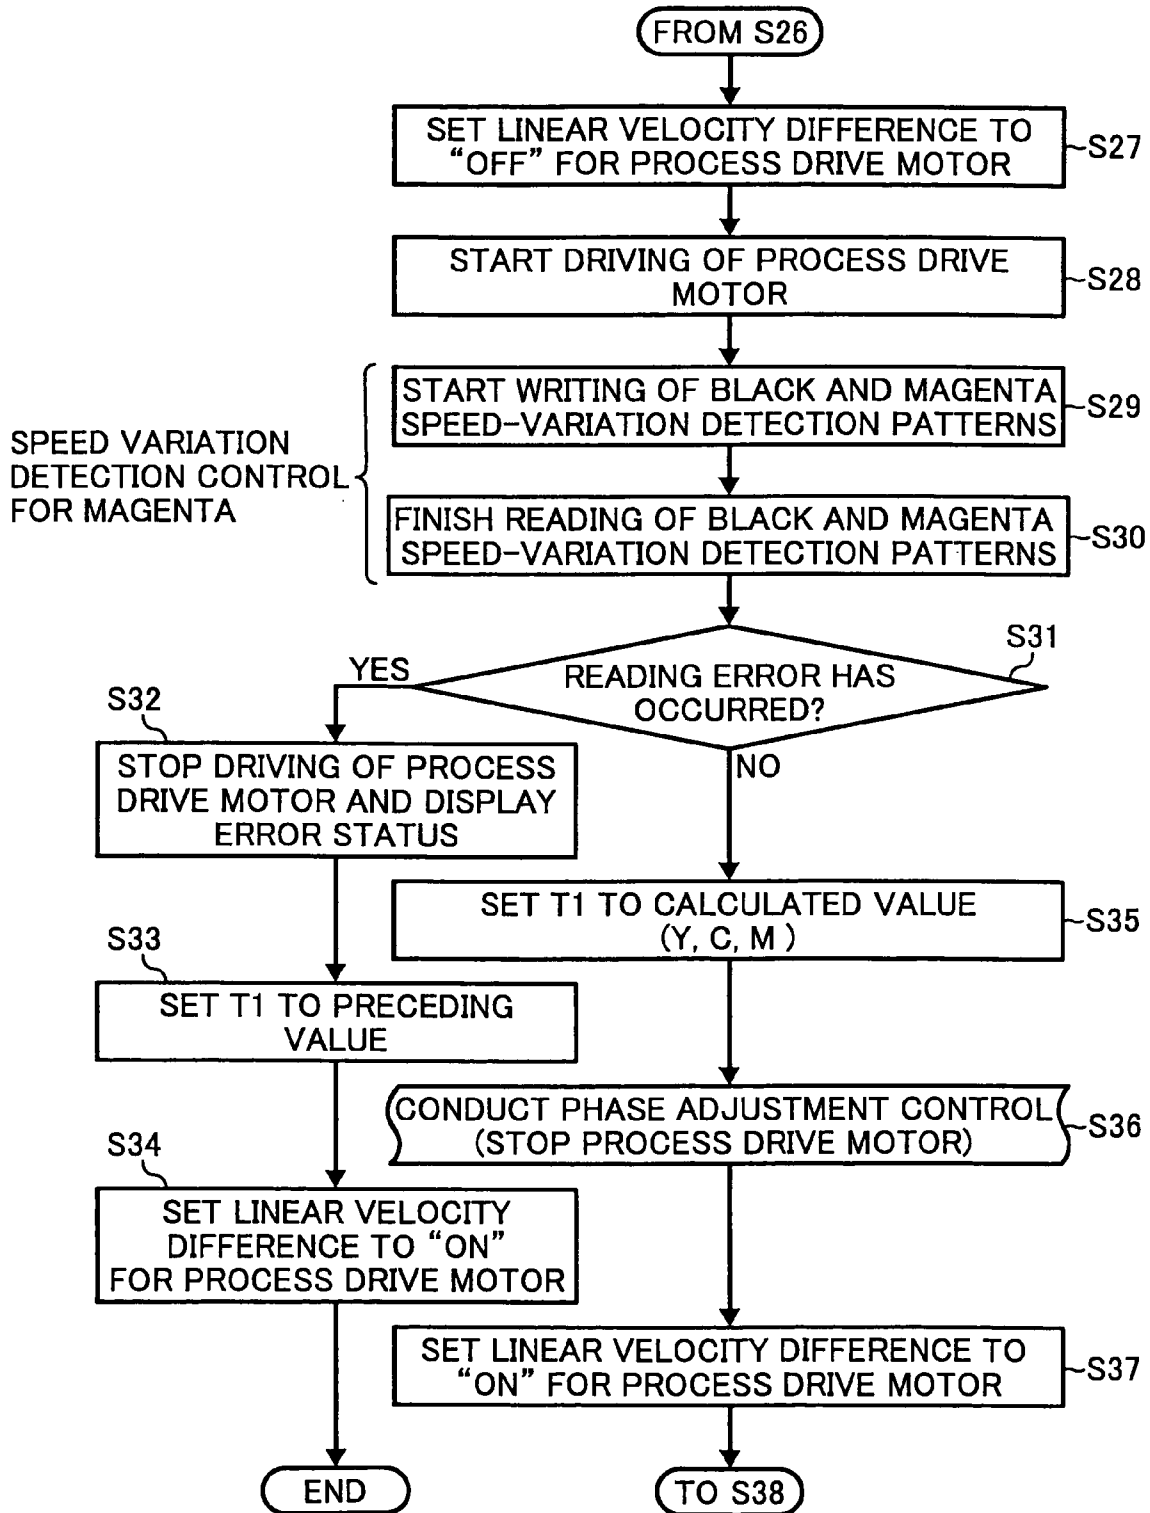 FROM S26
SET LINEAR VELOCITY DIFFERENCE TO
“OFF” FOR PROCESS DRIVE MOTOR
S27
START DRIVING OF PROCESS DRIVE
MOTOR
S28
SPEED VARIATION
DETECTION CONTROL
FOR MAGENTA
START WRITING OF BLACK AND MAGENTA
SPEED-VARIATION DETECTION PATTERNS
S29
FINISH READING OF BLACK AND MAGENTA
SPEED-VARIATION DETECTION PATTERNS
S30
READING ERROR HAS
OCCURRED?
S31
YES
NO
S32
STOP DRIVING OF PROCESS
DRIVE MOTOR AND DISPLAY
ERROR STATUS
S33
SET T1 TO PRECEDING
VALUE
S34
SET LINEAR VELOCITY
DIFFERENCE TO “ON”
FOR PROCESS DRIVE MOTOR
END
SET T1 TO CALCULATED VALUE
(Y, C, M )
S35
CONDUCT PHASE ADJUSTMENT CONTROL
(STOP PROCESS DRIVE MOTOR)
S36
SET LINEAR VELOCITY DIFFERENCE TO
“ON” FOR PROCESS DRIVE MOTOR
S37
TO S38